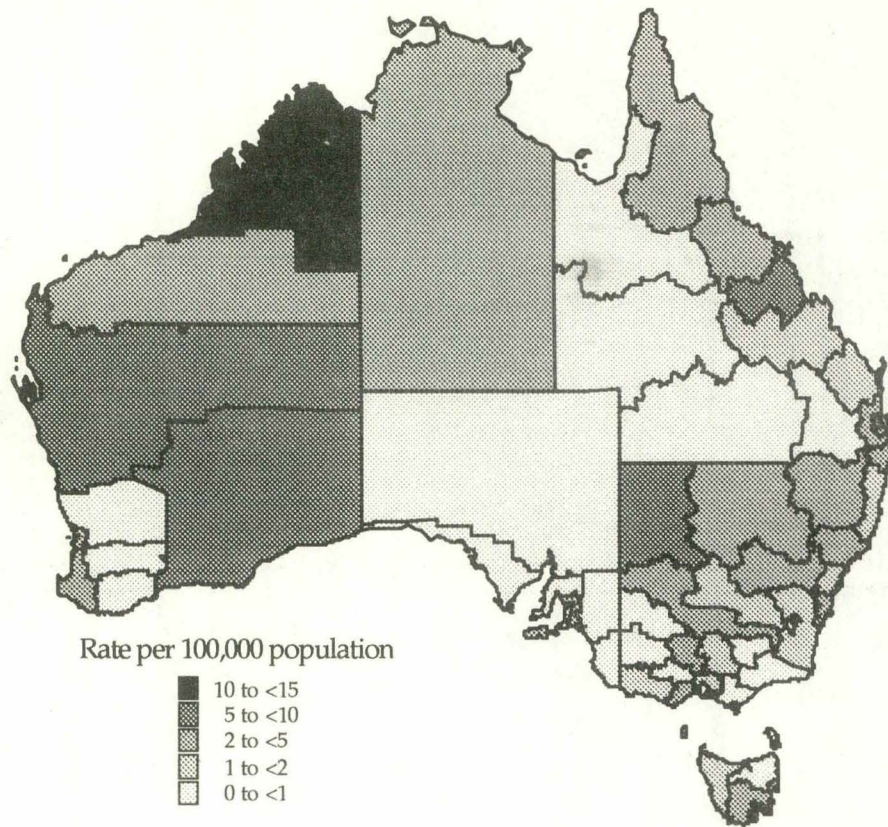 Rate per 100,000 population
10 to <15
5 to <10
2 to <5
1 to <2
0 to <1